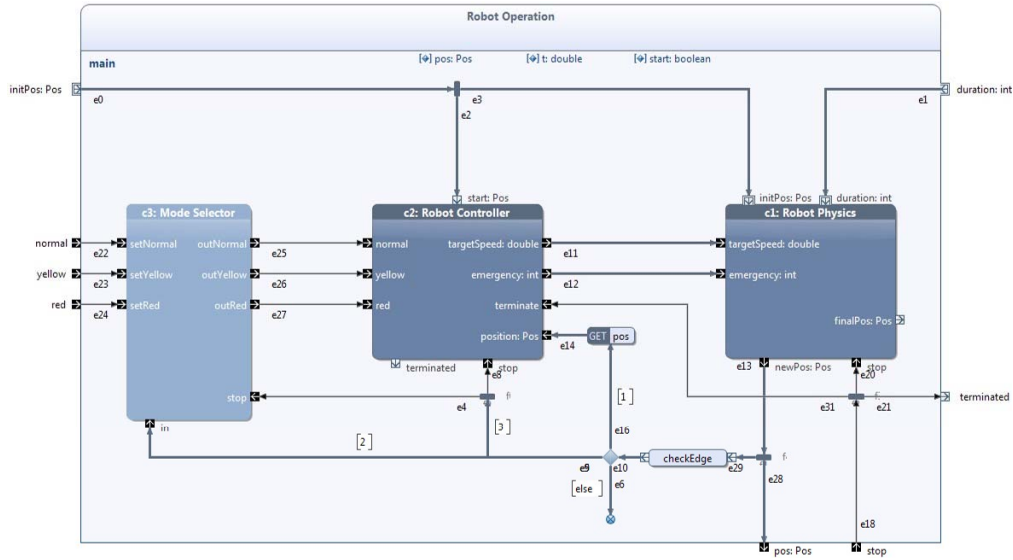 Robot Operation
main
pos: Pos t: double start: boolean
initPos: Pos
e0
e3
e2
e1
duration: int
start: Pos
initPos: Pos duration: int
c3: Mode Selector
c2: Robot Controller
c1: Robot Physics
normal e22 setNormal outNormal e25 normal targetSpeed: double e11 targetSpeed: double
yellow e23 setYellow outYellow e26 yellow emergency: int e12 emergency: int
red e24 setRed outRed e27 red terminate
finalPos: Pos
position: Pos e14 GET pos
terminated e8 stop
e13 newPos: Pos e20 stop
stop e4 fi [1] e31 f. e21 terminated
in [2] [3] e16
e9 e10 checkEdge e29 f
[else] e6 e28
e18
pos: Pos stop